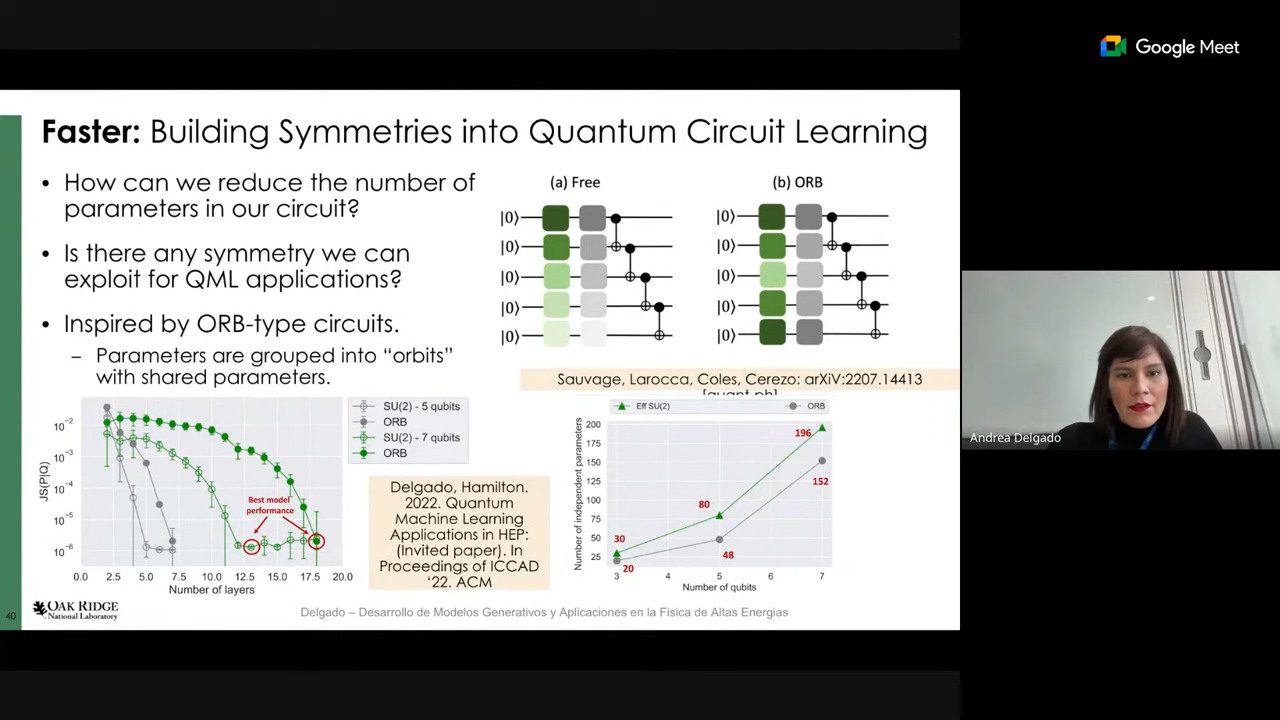 Google Meet
Faster: Building Symmetries into Quantum Circuit Learning
• How can we reduce the number of
parameters in our circuit?
• Is there any symmetry we can
exploit for QML applications?
• Inspired by ORB-type circuits.
– Parameters are grouped into “orbits”
with shared parameters.
(a) Free
(b) ORB
|0⟩
|0⟩
|0⟩
|0⟩
|0⟩
|0⟩
|0⟩
|0⟩
|0⟩
|0⟩
Sauvage, Larocca, Coles, Cerezo: arXiv:2207.14413
[quant.ph]
JS(P|Q)
10⁻²
10⁻³
10⁻⁴
10⁻⁵
10⁻⁶
0.0 2.5 5.0 7.5 10.0 12.5 15.0 17.5 20.0
Number of layers
Best model
performance
SU(2) - 5 qubits
ORB
SU(2) - 7 qubits
ORB
Delgado, Hamilton.
2022. Quantum
Machine Learning
Applications in HEP:
(Invited paper). In
Proceedings of ICCAD
‘22. ACM
Eff SU(2)
ORB
Number of independent parameters
200
175
150
125
100
75
50
25
196
152
80
48
30
20
3 4 5 6 7
Number of qubits
Andrea Delgado
40
OAK RIDGE
National Laboratory
Delgado – Desarrollo de Modelos Generativos y Aplicaciones en la Fisica de Altas Energias